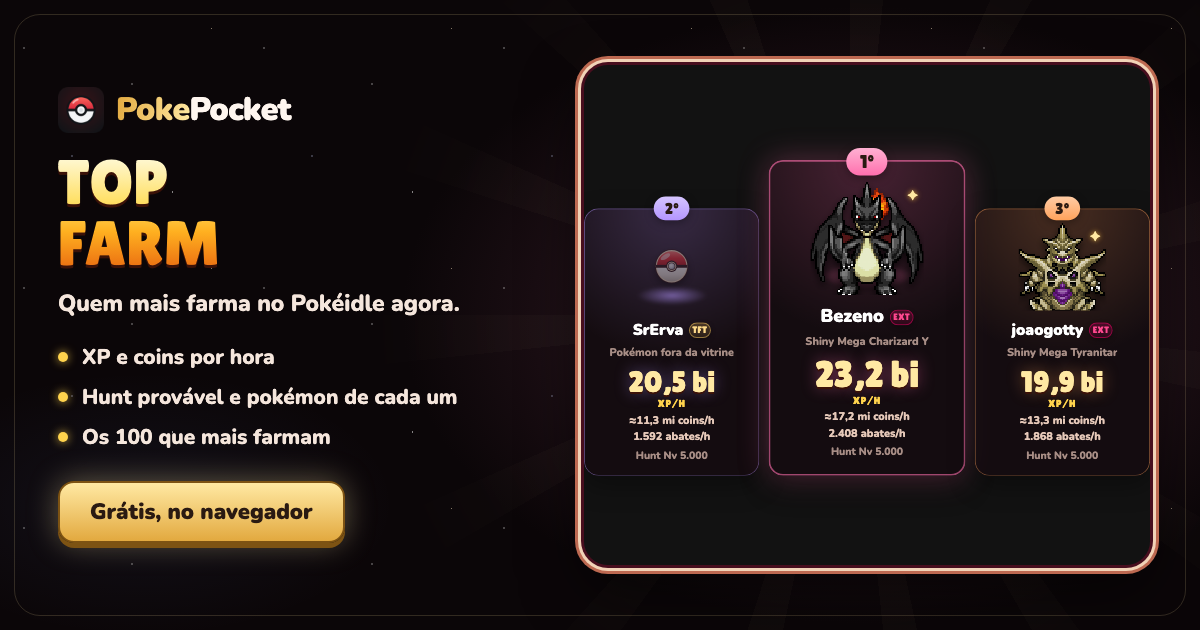 PokePocket
TOP
FARM
Quem mais farma no Pokéidle agora.
XP e coins por hora
Hunt provável e pokémon de cada um
Os 100 que mais farmam
Grátis, no navegador
2°
SrErva TFT
Pokémon fora da vitrine
20,5 bi
XP/H
≈11,3 mi coins/h
1.592 abates/h
Hunt Nv 5.000
1°
Bezeno EXT
Shiny Mega Charizard Y
23,2 bi
XP/H
≈17,2 mi coins/h
2.408 abates/h
Hunt Nv 5.000
3°
joaogotty EXT
Shiny Mega Tyranitar
19,9 bi
XP/H
≈13,3 mi coins/h
1.868 abates/h
Hunt Nv 5.000